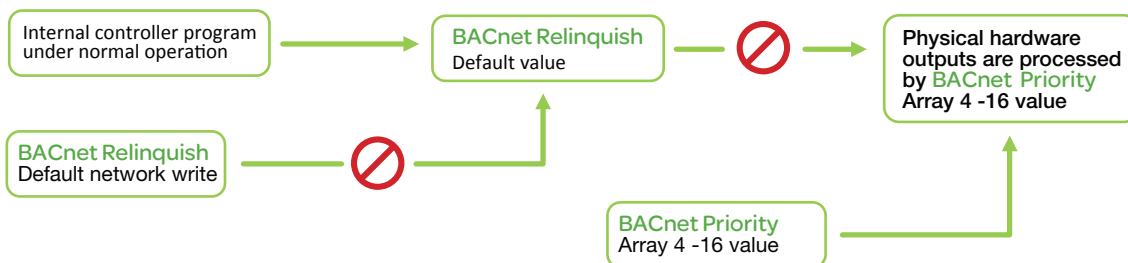 Internal controller program
under normal operation
BACnet Relinquish
Default value
Physical hardware
outputs are processed
by BACnet Priority
Array 4 -16 value
BACnet Relinquish
Default network write
BACnet Priority
Array 4 -16 value